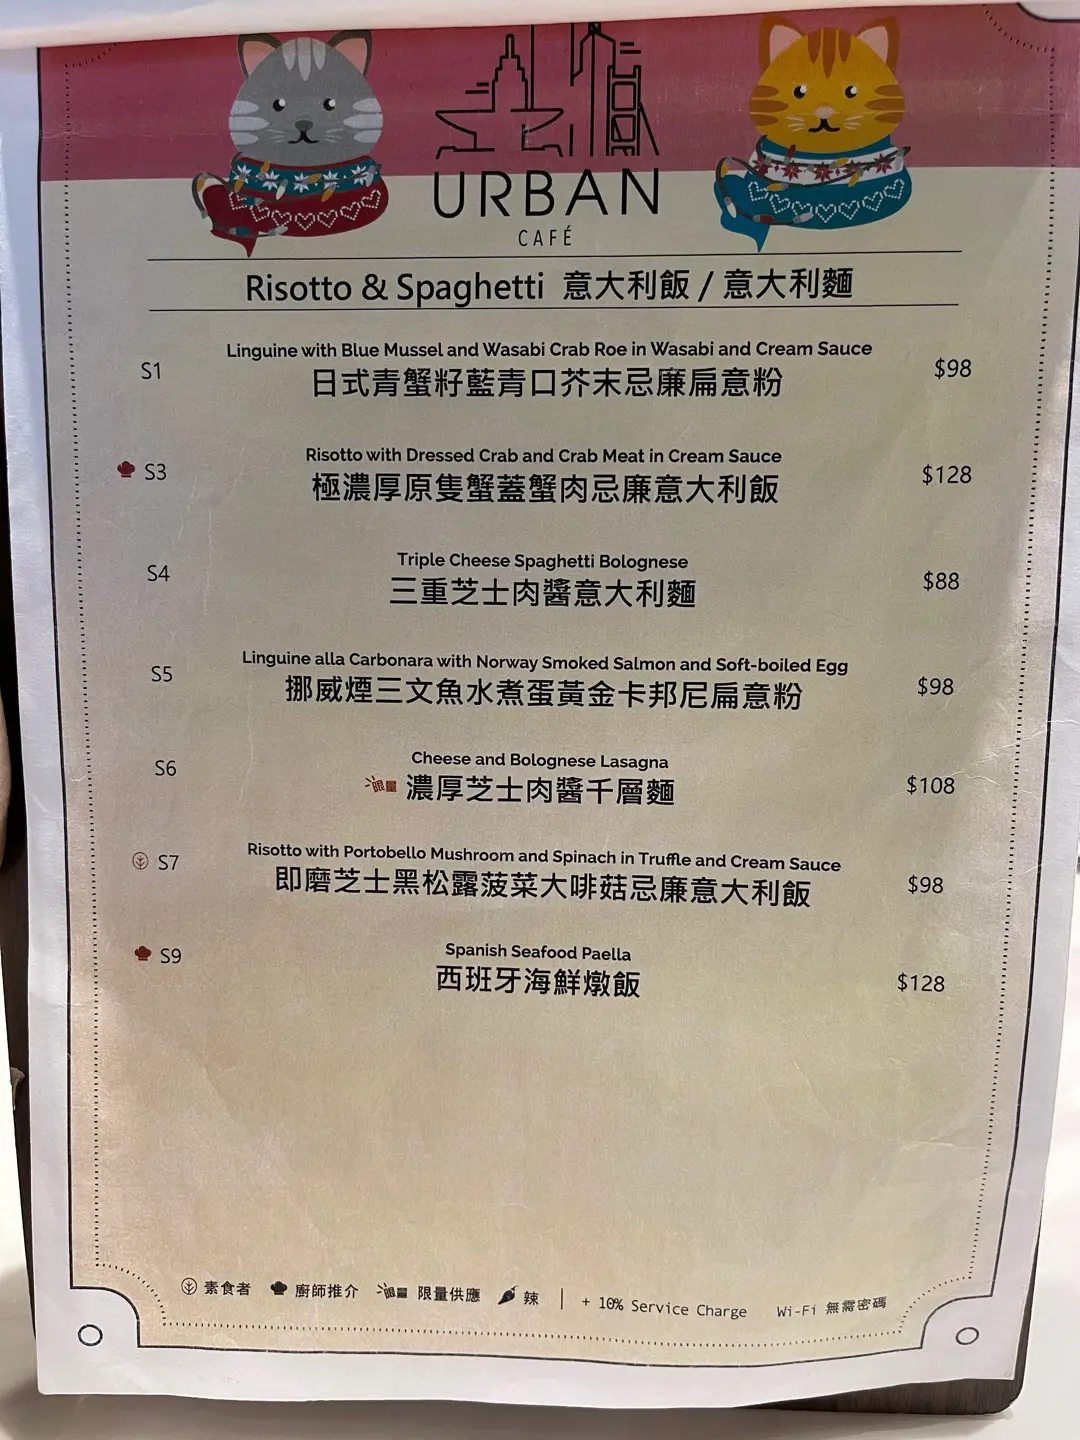 URBAN
CAFÉ
Risotto & Spaghetti 意大利飯 / 意大利麵
Linguine with Blue Mussel and Wasabi Crab Roe in Wasabi and Cream Sauce
S1 日式青蟹籽藍青口芥末忌廉扁意粉 $98
Risotto with Dressed Crab and Crab Meat in Cream Sauce
S3 極濃厚原隻蟹蓋蟹肉忌廉意大利飯 $128
Triple Cheese Spaghetti Bolognese
S4 三重芝士肉醬意大利麵 $88
Linguine alla Carbonara with Norway Smoked Salmon and Soft-boiled Egg
S5 挪威煙三文魚水煮蛋黃金卡邦尼扁意粉 $98
Cheese and Bolognese Lasagna
S6 限量 濃厚芝士肉醬千層麵 $108
Risotto with Portobello Mushroom and Spinach in Truffle and Cream Sauce
S7 即磨芝士黑松露菠菜大啡菇忌廉意大利飯 $98
Spanish Seafood Paella
S9 西班牙海鮮燉飯 $128
素食者 廚師推介 限量 限量供應 辣 | + 10% Service Charge Wi-Fi 無需密碼